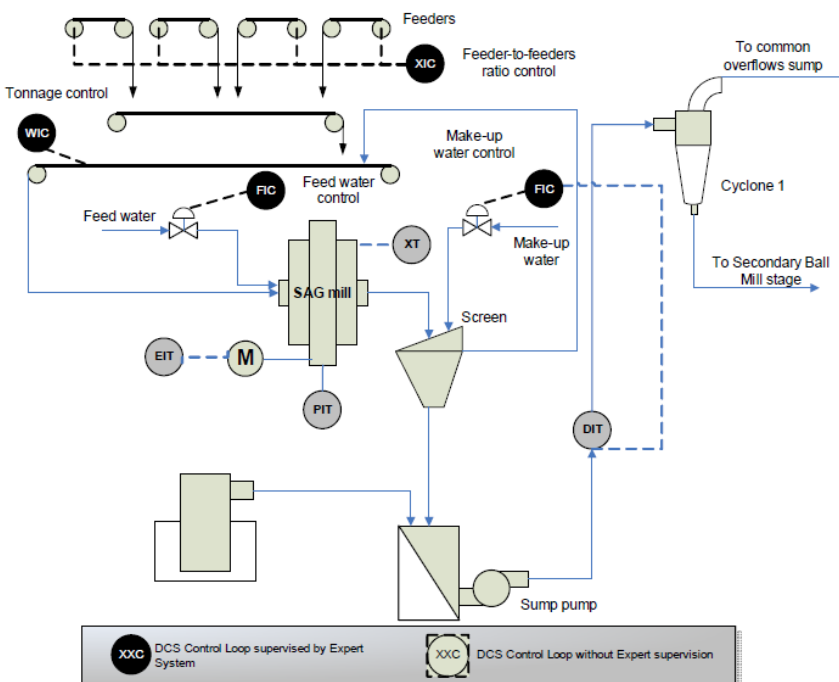 Feeders
XIC
Feeder-to-feeders
ratio control
To common
overflows sump
Tonnage control
WIC
Make-up
water control
FIC
Feed water
control
FIC
Cyclone 1
Feed water
XT
Make-up
water
To Secondary Ball
Mill stage
SAG mill
Screen
EIT
M
PIT
DIT
Sump pump
XXC
DCS Control Loop supervised by Expert
System
XXC
DCS Control Loop without Expert supervision